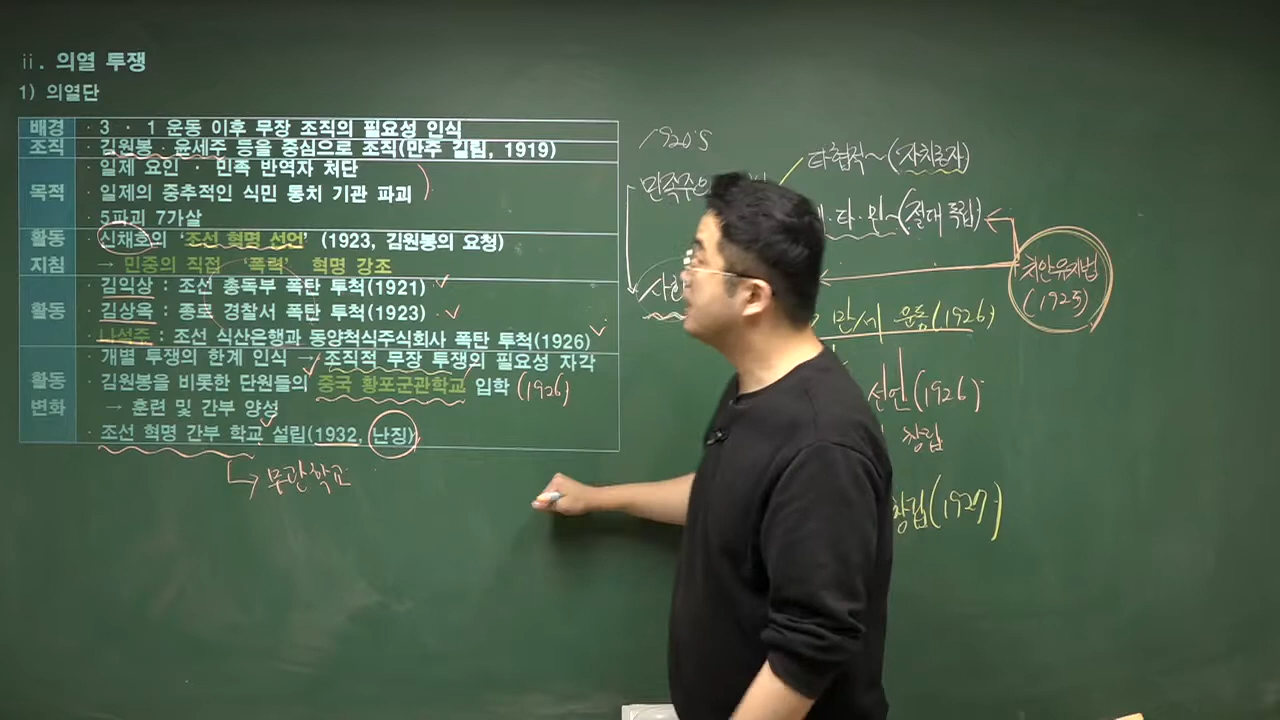 ⅱ. 의열 투쟁
1) 의열단
배경 · 3 · 1 운동 이후 무장 조직의 필요성 인식
조직 · 김원봉 · 윤세주 등을 중심으로 조직(만주 길림, 1919)
목적 · 일제 요인 · 민족 반역자 처단
· 일제의 중추적인 식민 통치 기관 파괴
· 5파괴 7가살
활동 지침 · 신채호의 '조선 혁명 선언' (1923, 김원봉의 요청)
→ 민중의 직접 '폭력' 혁명 강조
활동 · 김익상 : 조선 총독부 폭탄 투척(1921)
· 김상옥 : 종로 경찰서 폭탄 투척(1923)
· 나석주 : 조선 식산은행과 동양척식주식회사 폭탄 투척(1926)
활동 변화 · 개별 투쟁의 한계 인식 → 조직적 무장 투쟁의 필요성 자각
· 김원봉을 비롯한 단원들의 중국 황포군관학교 입학 (1926)
→ 훈련 및 간부 양성
· 조선 혁명 간부 학교 설립(1932, 난징)
→ 무관학교
1920's
민족주
타협적~(자치론자)
타·민~(절대 독립)
사
치안유지법
(1925)
만세 운동(1926)
선언(1926)
창립
창립(1927)